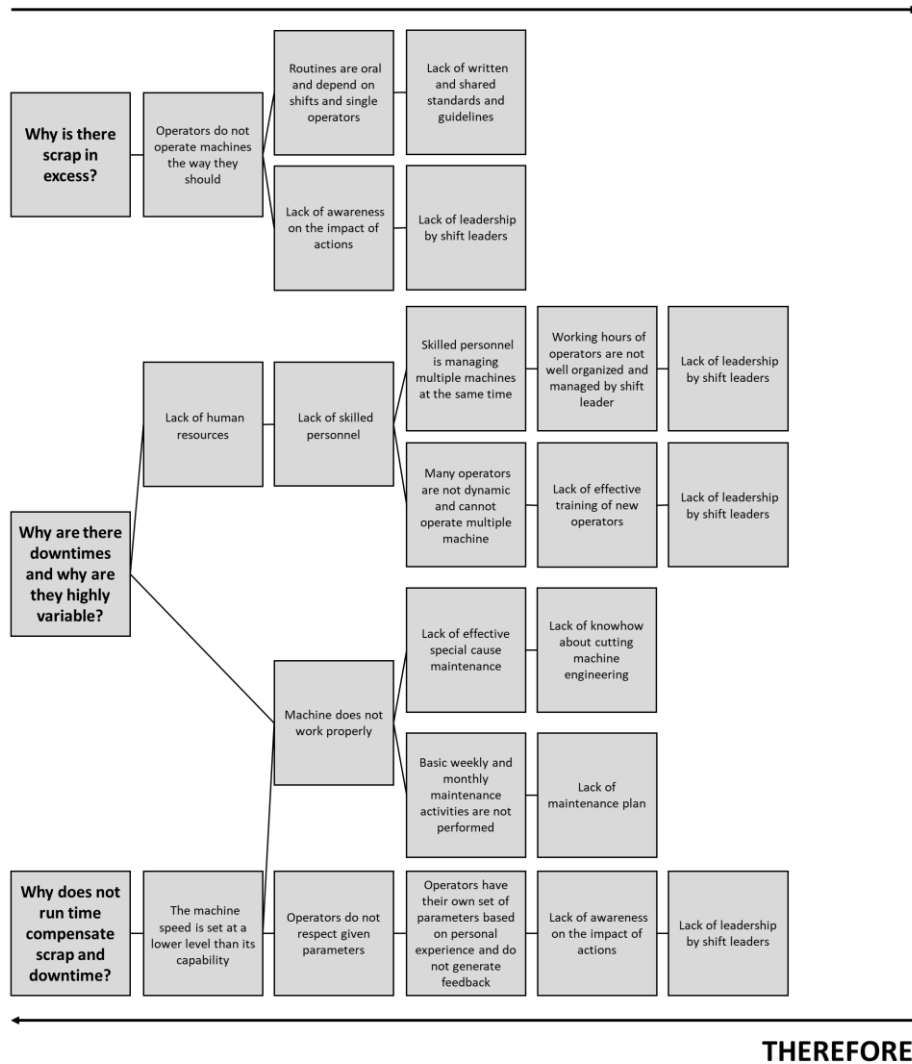 Why is there
scrap in
excess?
Operators do not
operate machines
the way they
should
Routines are oral
and depend on
shifts and single
operators
Lack of written
and shared
standards and
guidelines
Lack of awareness
on the impact of
actions
Lack of leadership
by shift leaders
Why are there
downtimes
and why are
they highly
variable?
Lack of human
resources
Lack of skilled
personnel
Skilled personnel
is managing
multiple machines
at the same time
Working hours of
operators are not
well organized and
managed by shift
leader
Lack of leadership
by shift leaders
Many operators
are not dynamic
and cannot
operate multiple
machine
Lack of effective
training of new
operators
Lack of leadership
by shift leaders
Machine does not
work properly
Lack of effective
special cause
maintenance
Lack of knowhow
about cutting
machine
engineering
Basic weekly and
monthly
maintenance
activities are not
performed
Lack of
maintenance plan
Why does not
run time
compensate
scrap and
downtime?
The machine
speed is set at a
lower level than its
capability
Operators do not
respect given
parameters
Operators have
their own set of
parameters based
on personal
experience and do
not generate
feedback
Lack of awareness
on the impact of
actions
Lack of leadership
by shift leaders
THEREFORE